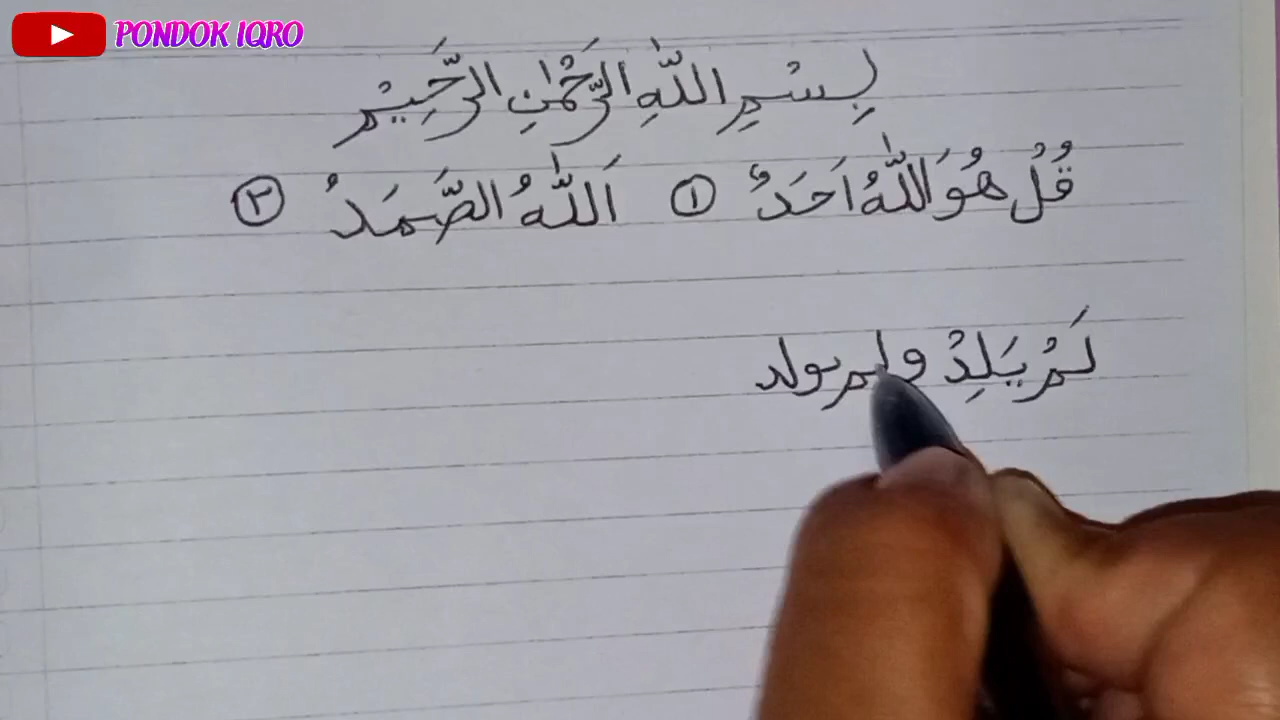 PONDOK IQRO
بِسْمِ اللّٰهِ الرَّحْمٰنِ الرَّحِيْمِ
قُلْ هُوَ اللّٰهُ اَحَدٌ ١ اَللّٰهُ الصَّمَدُ ٢
لَمْ يَلِدْ ولم يولد